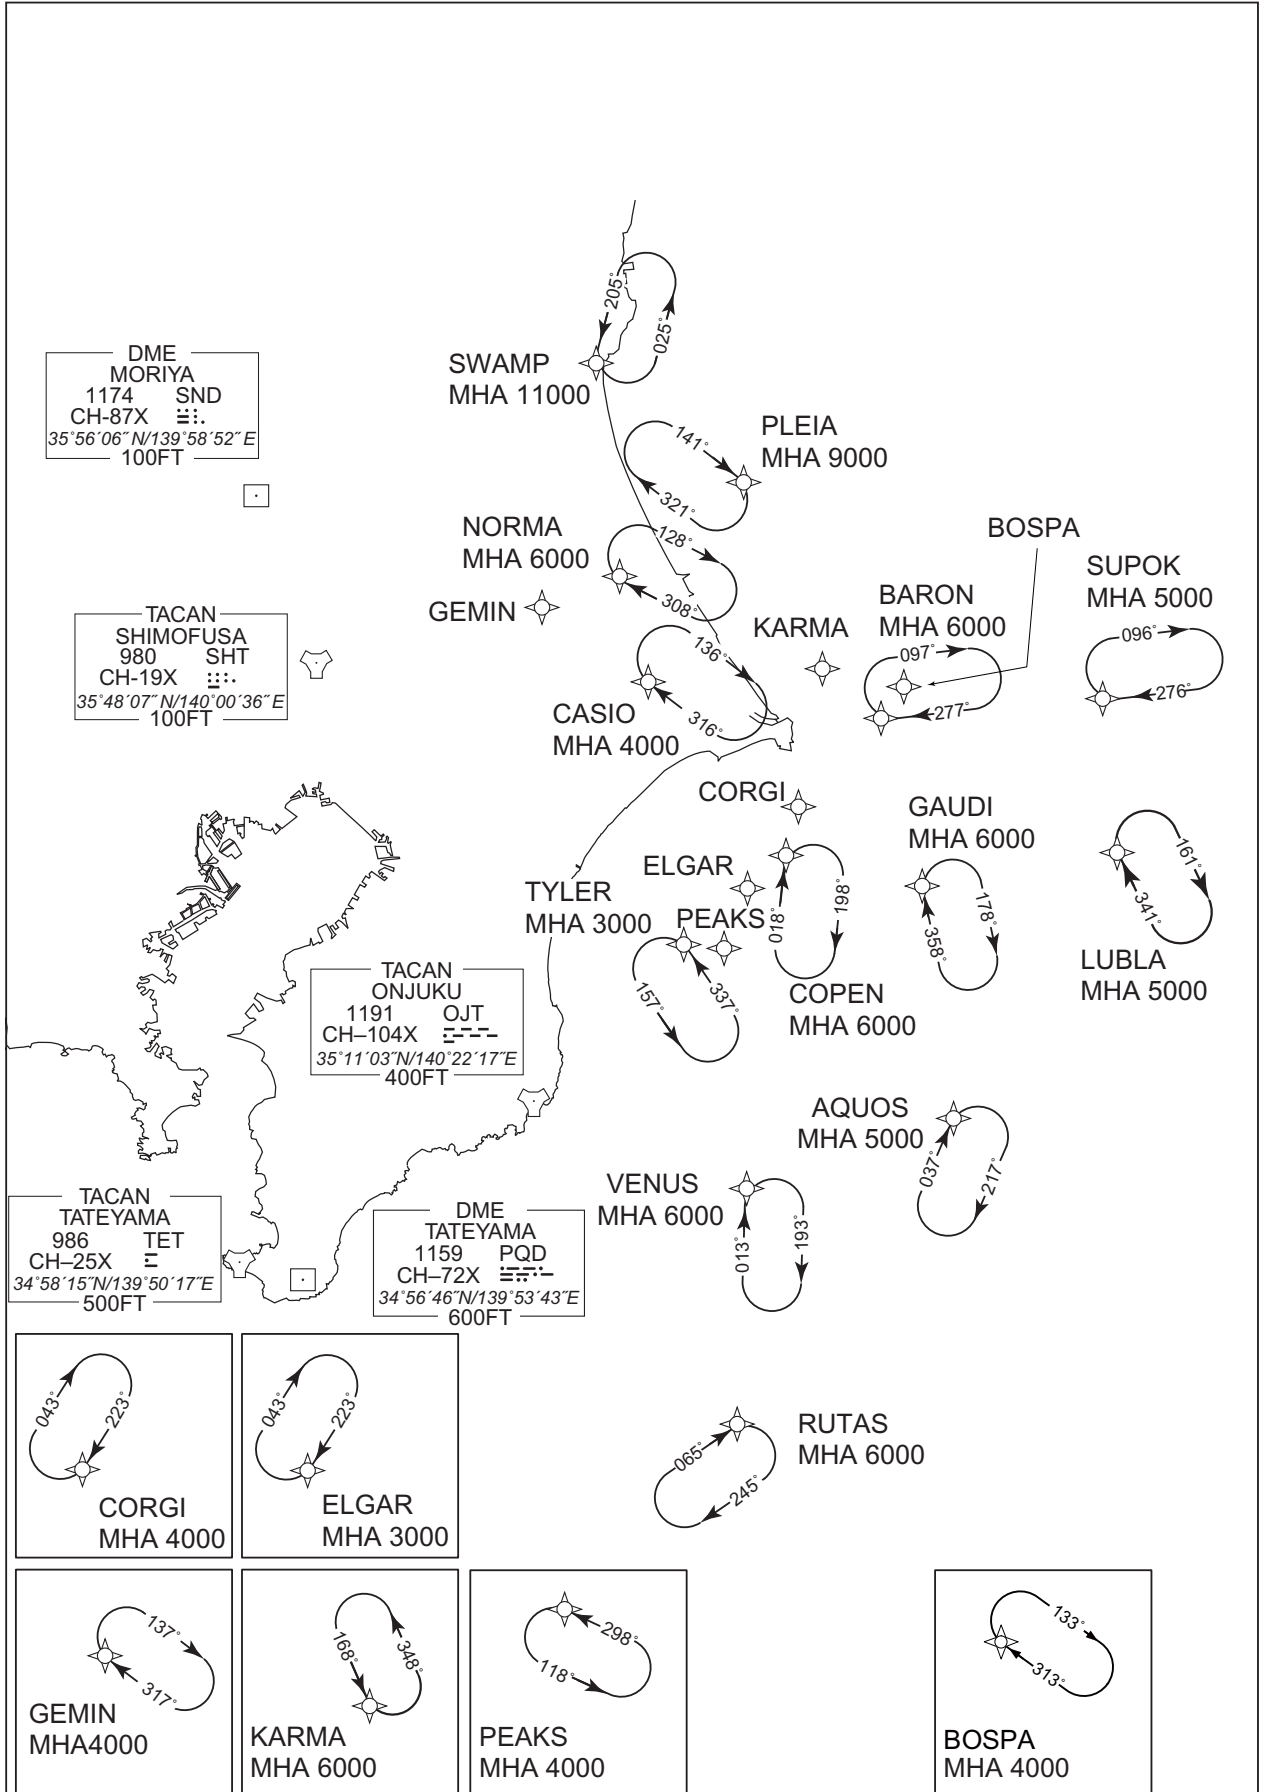 205°
025°
SWAMP
MHA 11000
DME
MORIYA
1174 SND
CH-87X
35°56´06˝N/139°58´52˝E
100FT
141°
321°
PLEIA
MHA 9000
NORMA
MHA 6000
128°
308°
GEMIN
BOSPA
TACAN
SHIMOFUSA
980 SHT
CH-19X
35°48´07˝N/140°00´36˝E
100FT
136°
316°
CASIO
MHA 4000
KARMA
BARON
MHA 6000
097°
277°
SUPOK
MHA 5000
096°
276°
CORGI
GAUDI
MHA 6000
178°
358°
161°
341°
LUBLA
MHA 5000
ELGAR
TYLER
MHA 3000
PEAKS
018°
198°
COPEN
MHA 6000
157°
337°
TACAN
ONJUKU
1191 OJT
CH–104X
35°11´03˝N/140°22´17˝E
400FT
AQUOS
MHA 5000
037°
217°
VENUS
MHA 6000
013°
193°
TACAN
TATEYAMA
986 TET
CH–25X
34°58´15˝N/139°50´17˝E
500FT
DME
TATEYAMA
1159 PQD
CH–72X
34°56´46˝N/139°53´43˝E
600FT
043°
223°
CORGI
MHA 4000
043°
223°
ELGAR
MHA 3000
065°
245°
RUTAS
MHA 6000
137°
317°
GEMIN
MHA4000
168°
348°
KARMA
MHA 6000
298°
118°
PEAKS
MHA 4000
133°
313°
BOSPA
MHA 4000